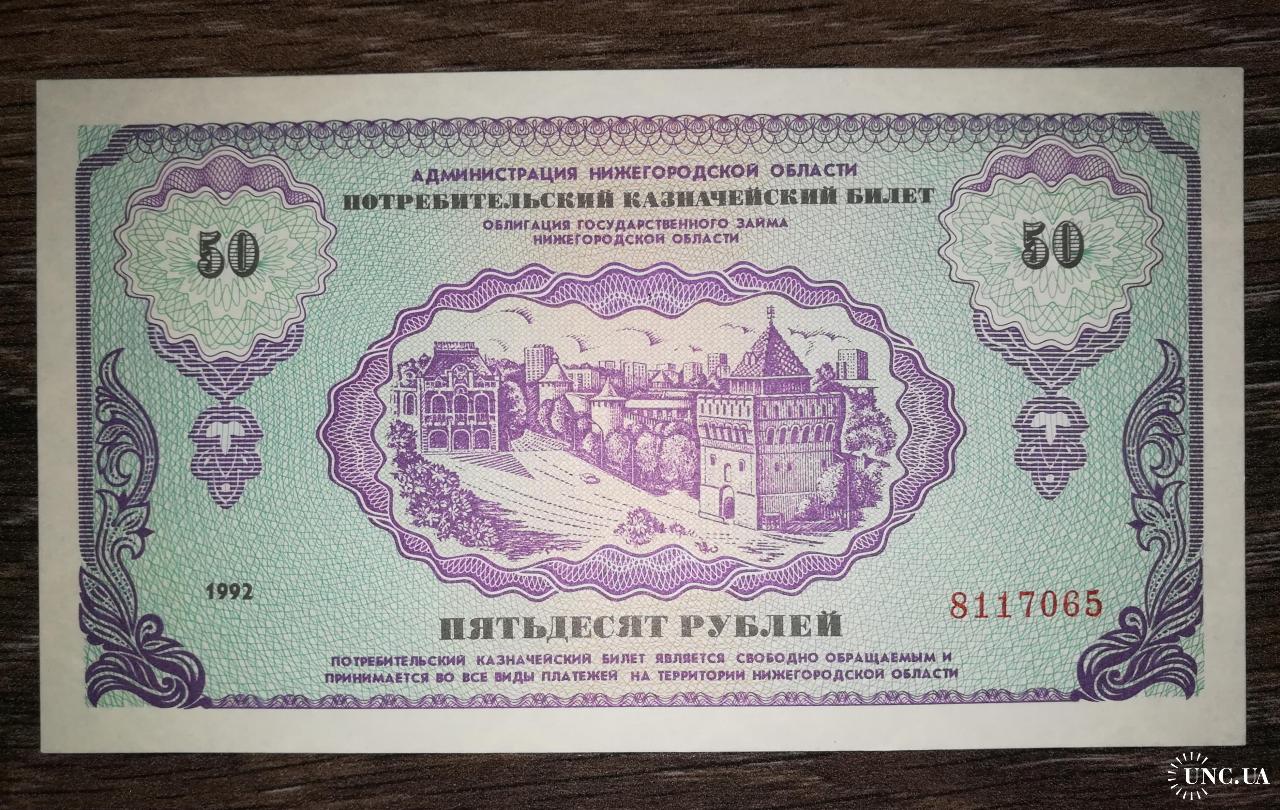 АДМИНИСТРАЦИЯ НИЖЕГОРОДСКОЙ ОБЛАСТИ
ПОТРЕБИТЕЛЬСКИЙ КАЗНАЧЕЙСКИЙ БИЛЕТ
ОБЛИГАЦИЯ ГОСУДАРСТВЕННОГО ЗАЙМА
НИЖЕГОРОДСКОЙ ОБЛАСТИ
50
50
1992
8117065
ПЯТЬДЕСЯТ РУБЛЕЙ
ПОТРЕБИТЕЛЬСКИЙ КАЗНАЧЕЙСКИЙ БИЛЕТ ЯВЛЯЕТСЯ СВОБОДНО ОБРАЩАЕМЫМ И
ПРИНИМАЕТСЯ ВО ВСЕ ВИДЫ ПЛАТЕЖЕЙ НА ТЕРРИТОРИИ НИЖЕГОРОДСКОЙ ОБЛАСТИ
UNC.UA